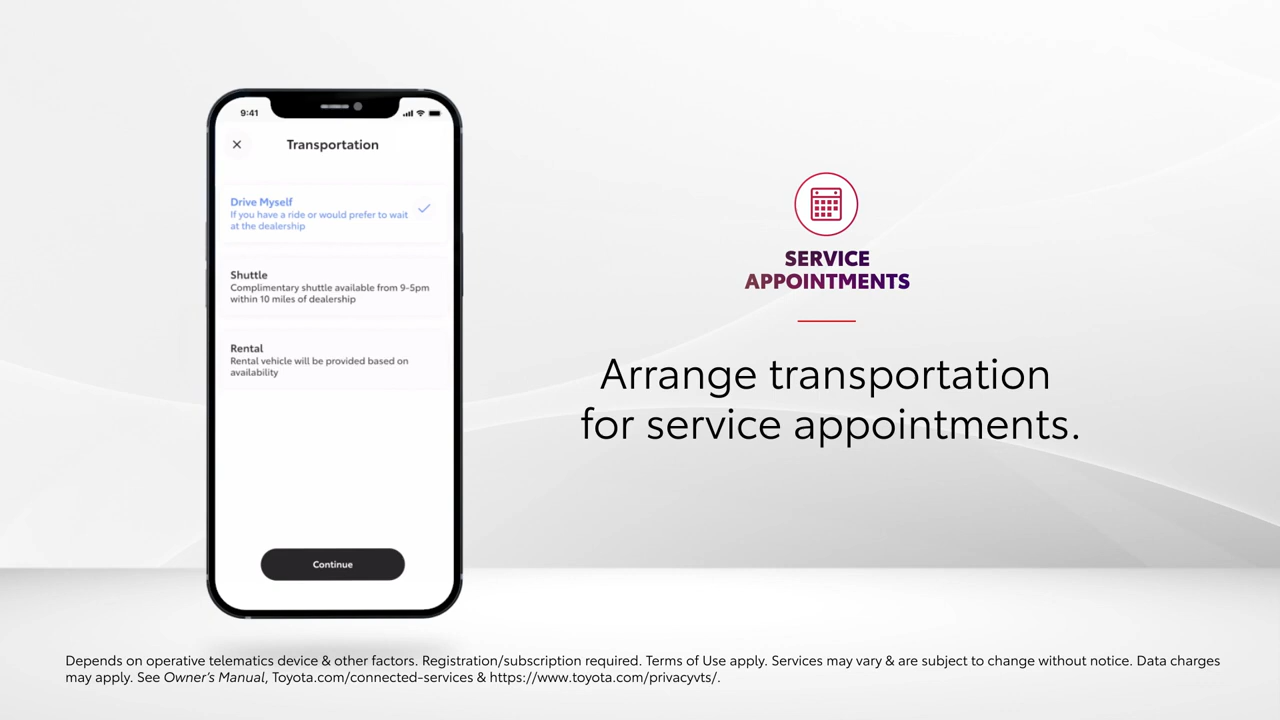 9:41
Transportation
Drive Myself
If you have a ride or would prefer to wait
at the dealership
Shuttle
Complimentary shuttle available from 9-5pm
within 10 miles of dealership
Rental
Rental vehicle will be provided based on
availability
Continue
SERVICE
APPOINTMENTS
Arrange transportation
for service appointments.
Depends on operative telematics device & other factors. Registration/subscription required. Terms of Use apply. Services may vary & are subject to change without notice. Data charges
may apply. See Owner's Manual, Toyota.com/connected-services & https://www.toyota.com/privacyvts/.